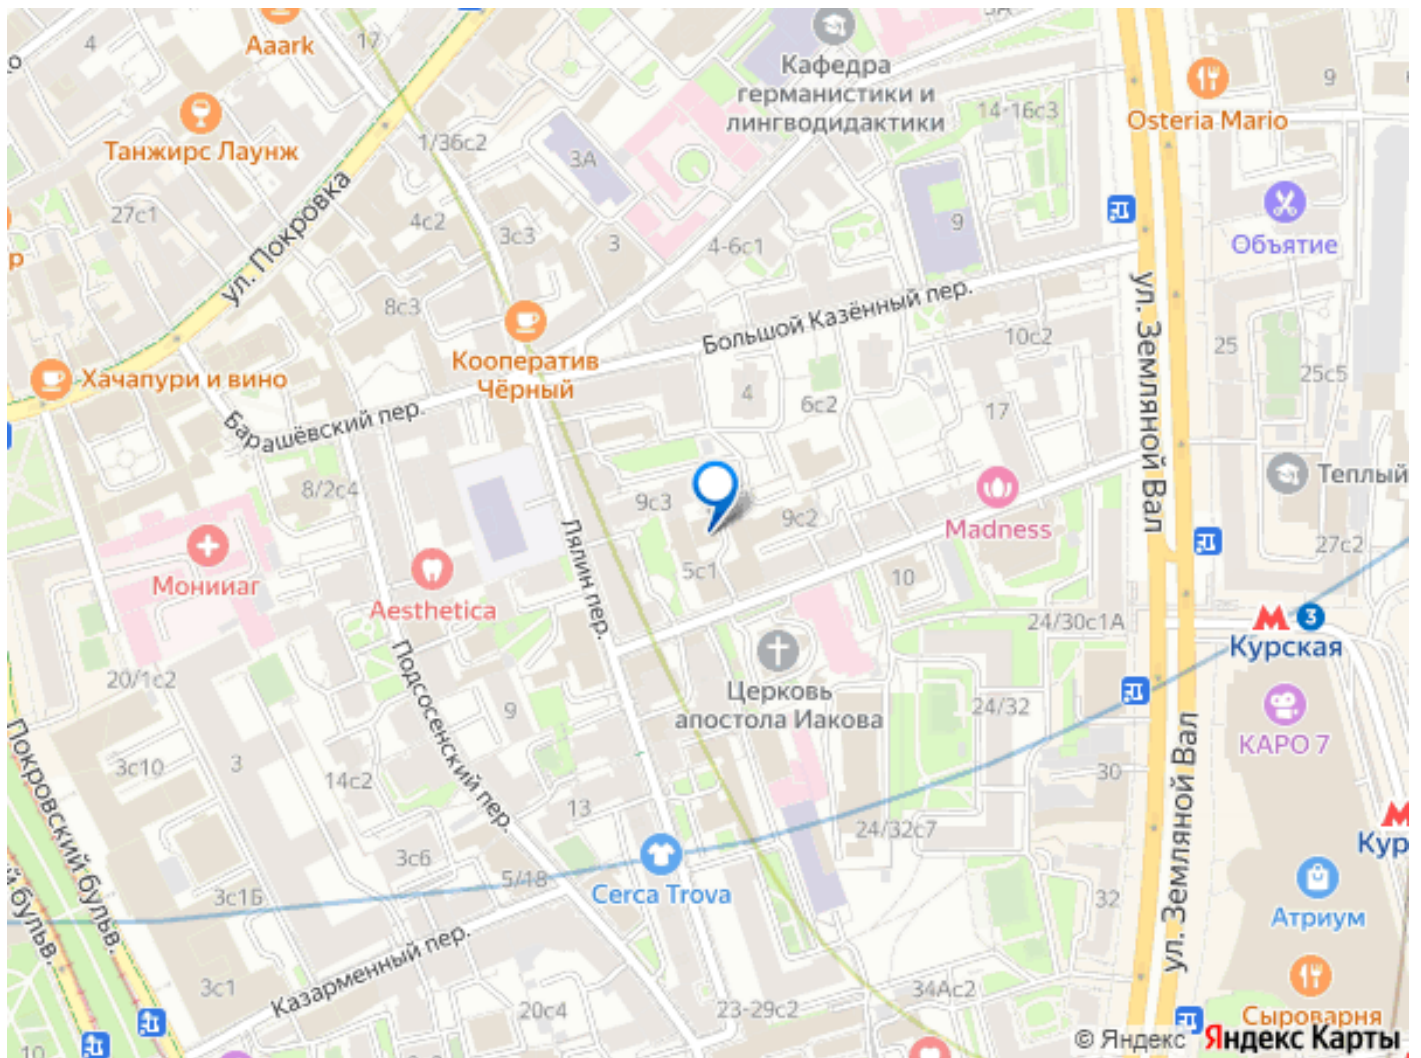 Aaark
17
4
Танжирс Лаунж
27с1
ул. Покровка
1/36с2
4с2
3с3
3А
3
4-6с1
Кафедра
германистики и
лингводидактики
14-16с3
9
Osteria Mario
9
Объятие
ул. Земляной Вал
8с3
Кооператив
Чёрный
Большой Казённый пер.
10с2
25
25с5
Хачапури и вино
Барашёвский пер.
4
6с2
17
8/2с4
9с3
9с2
Madness
Теплый
27с2
МониИаг
Aesthetica
Лялин пер.
5с1
10
24/30с1А
3
Курская
Церковь
апостола Иакова
24/32
КАРО 7
20/1с2
Подсосенский пер.
9
Покровский бульв.
3с10
3
14с2
13
30
24/32с7
ул. Земляной Вал
Кур
3с6
5/18
Cerca Trova
3с1Б
32
Атриум
й бульв.
Казарменный пер.
3с1
20с4
23-29с2
34Ас2
Сыроварня
10
© Яндекс Яндекс Карты